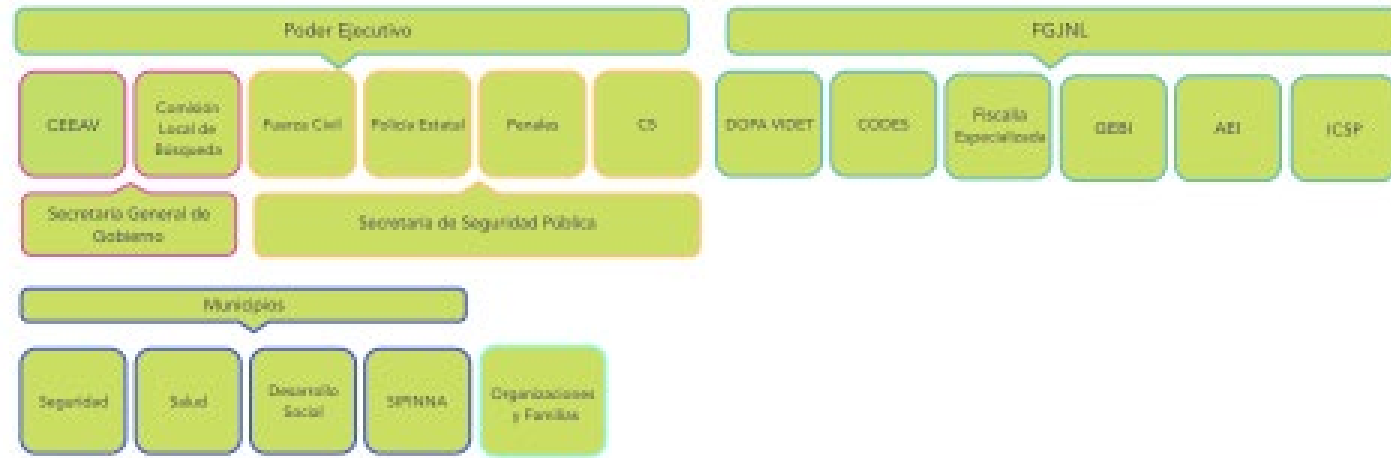 Poder Ejecutivo
FGJNL
CEEAV
Comisión
Local de
Búsqueda
Fuerza Civil
Policía Estatal
Penales
C5
DOPA VIDET
CODES
Fiscalía
Especializada
GEBI
AEI
ICSP
Secretaría General de
Gobierno
Secretaria de Seguridad Pública
Municipios
Seguridad
Salud
Desarrollo
Social
SIPINNA
Organizaciones
y Familias